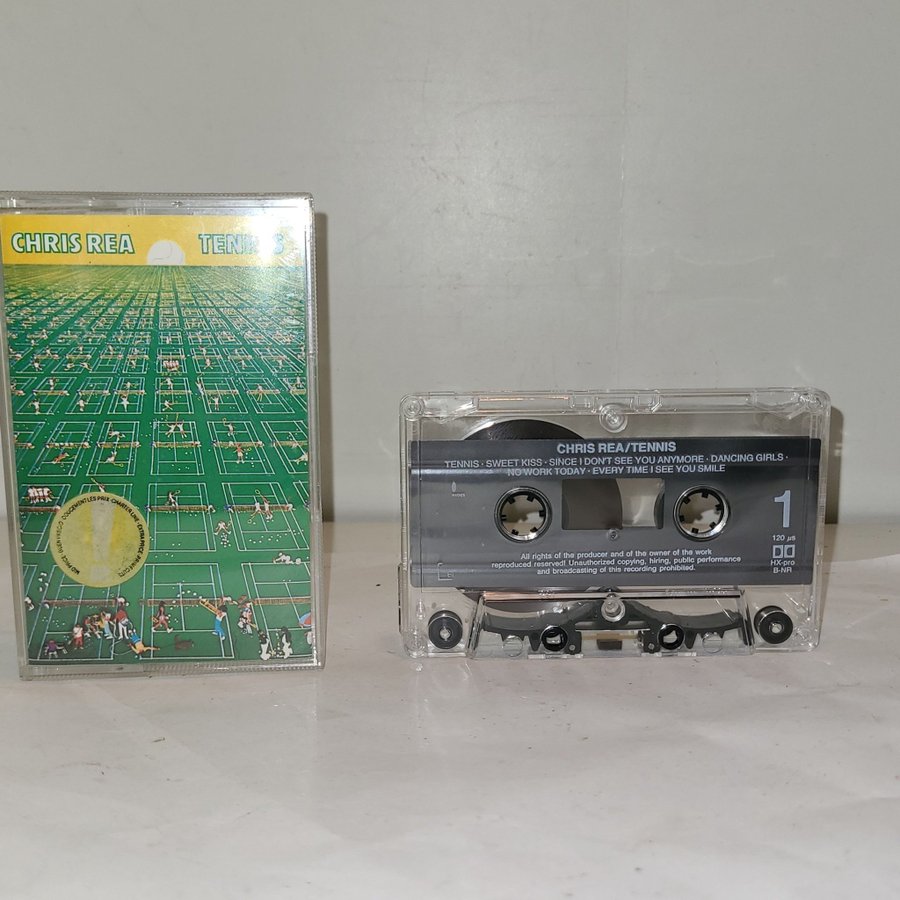 CHRIS REA TENNIS
CHRIS REA/TENNIS
TENNIS · SWEET KISS · SINCE I DON'T SEE YOU ANYMORE · DANCING GIRLS ·
NO WORK TODAY · EVERY TIME I SEE YOU SMILE
1
120 µs
HX-pro
B-NR
All rights of the producer and of the owner of the work
reproduced reserved! Unauthorized copying, hiring, public performance
and broadcasting of this recording prohibited.